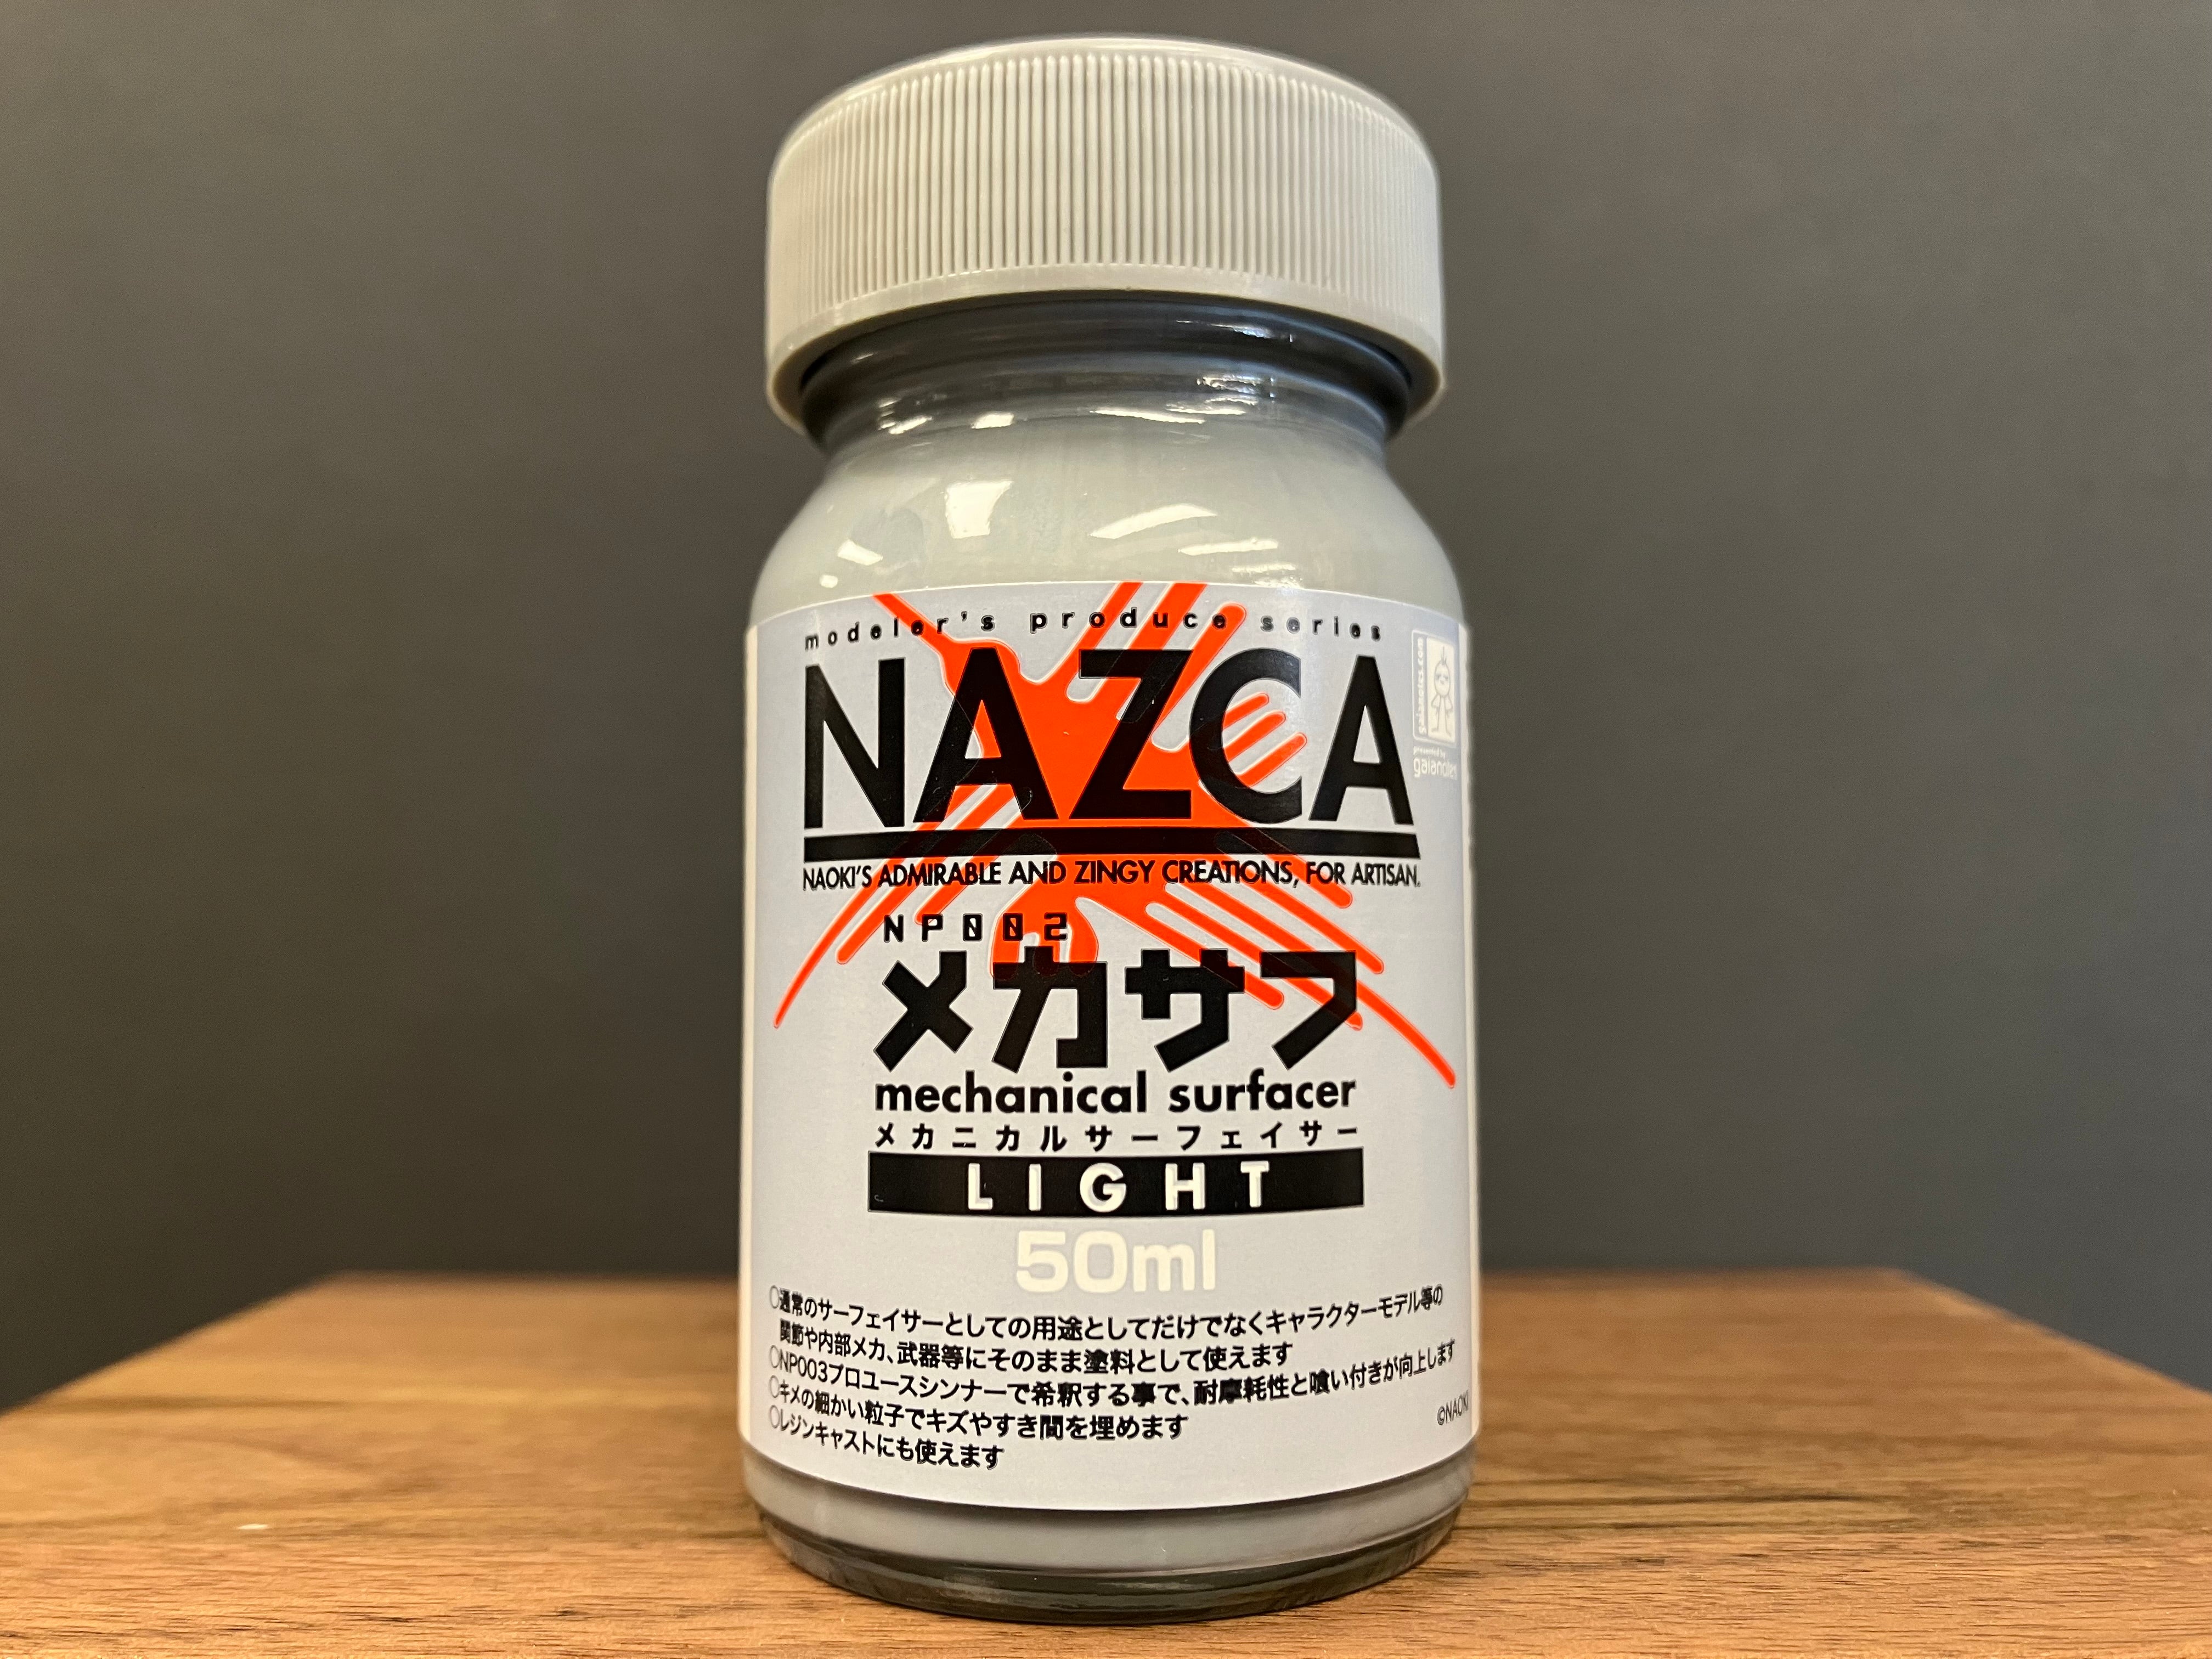 modeler's produce series
NAZCA
gaianotes.com
presented by
gaianotes
NAOKI'S ADMIRABLE AND ZINGY CREATIONS, FOR ARTISAN.
NP002
メカサフ
mechanical surfacer
メカニカルサーフェイサー
LIGHT
50ml
○通常のサーフェイサーとしての用途としてだけでなくキャラクターモデル等の
関節や内部メカ、武器等にそのまま塗料として使えます
○NP003プロユースシンナーで希釈する事で、耐摩耗性と喰い付きが向上します
○キメの細かい粒子でキズやすき間を埋めます
○レジンキャストにも使えます
©NAOKI